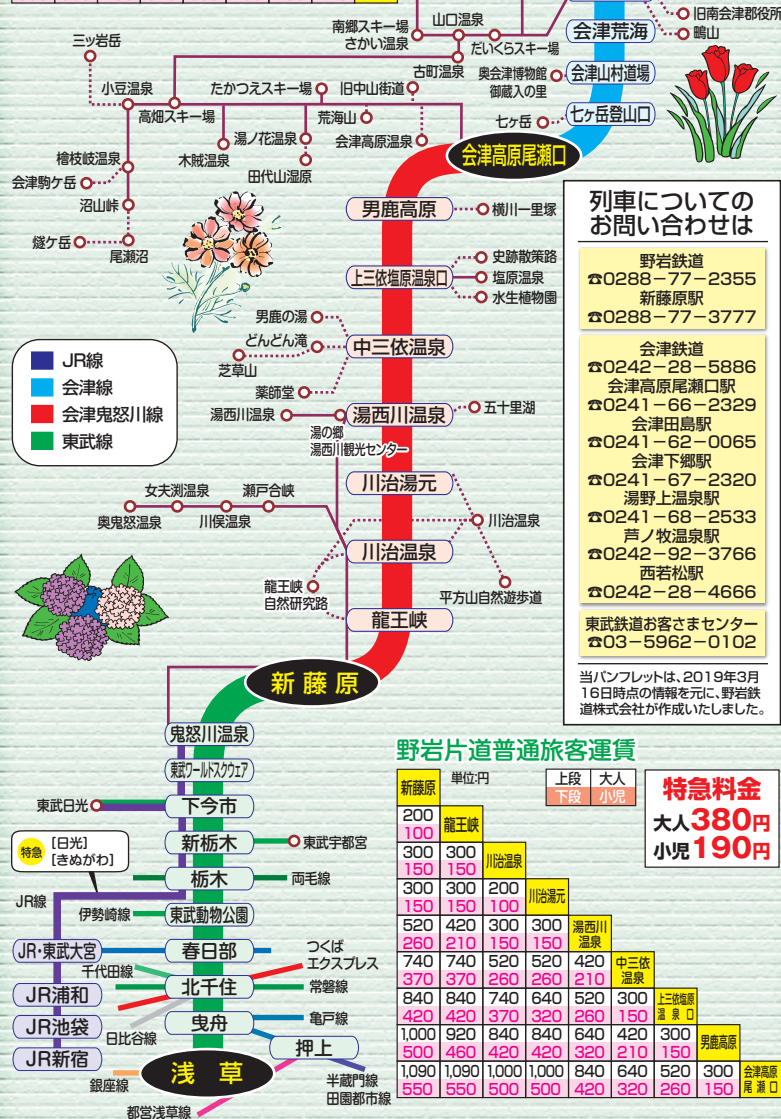 南郷スキー場
さかい温泉
山口温泉
だいくらスキー場
古町温泉
旧南会津郡役所
鴫山
会津荒海
奥会津博物館
御蔵入の里
会津山村道場
七ヶ岳
七ヶ岳登山口
三ッ岩岳
小豆温泉
高畑スキー場
たかつえスキー場
旧中山街道
荒海山
会津高原温泉
湯ノ花温泉
木賊温泉
田代山湿原
檜枝岐温泉
会津駒ケ岳
沼山峠
燧ケ岳
尾瀬沼
会津高原尾瀬口
男鹿高原
横川一里塚
上三依塩原温泉口
史跡散策路
塩原温泉
水生植物園
男鹿の湯
どんどん滝
芝草山
薬師堂
中三依温泉
湯西川温泉
湯西川温泉
五十里湖
湯の郷
湯西川観光センター
川治湯元
女夫渕温泉
瀬戸合峡
奥鬼怒温泉
川俣温泉
川治温泉
川治温泉
龍王峡
自然研究路
平方山自然遊歩道
龍王峡
新藤原
JR線
会津線
会津鬼怒川線
東武線
列車についての
お問い合わせは
野岩鉄道
☎0288-77-2355
新藤原駅
☎0288-77-3777
会津鉄道
☎0242-28-5886
会津高原尾瀬口駅
☎0241-66-2329
会津田島駅
☎0241-62-0065
会津下郷駅
☎0241-67-2320
湯野上温泉駅
☎0241-68-2533
芦ノ牧温泉駅
☎0242-92-3766
西若松駅
☎0242-28-4666
東武鉄道お客さまセンター
☎03-5962-0102
当パンフレットは、2019年3月
16日時点の情報を元に、野岩鉄
道株式会社が作成いたしました。
鬼怒川温泉
東武ワールドスクウェア
東武日光
下今市
新栃木
東武宇都宮
特急
[日光]
[きぬがわ]
栃木
両毛線
JR線
伊勢崎線
東武動物公園
JR・東武大宮
春日部
つくば
エクスプレス
千代田線
JR浦和
北千住
常磐線
JR池袋
日比谷線
曳舟
亀戸線
JR新宿
押上
銀座線
浅草
半蔵門線
田園都市線
都営浅草線
野岩片道普通旅客運賃
単位:円
上段 大人
下段 小児
特急料金
大人380円
小児190円
新藤原
200 龍王峡
100
300 300 川治温泉
150 150
300 300 200 川治湯元
150 150 100
520 420 300 300 湯西川
260 210 150 150 温泉
740 740 520 520 420 中三依
370 370 260 260 210 温泉
840 840 740 640 520 300 上三依塩原
420 420 370 320 260 150 温泉口
1,000 920 840 840 640 420 300 男鹿高原
500 460 420 420 320 210 150
1,090 1,090 1,000 1,000 840 640 520 300 会津高原
550 550 500 500 420 320 260 150 尾瀬口